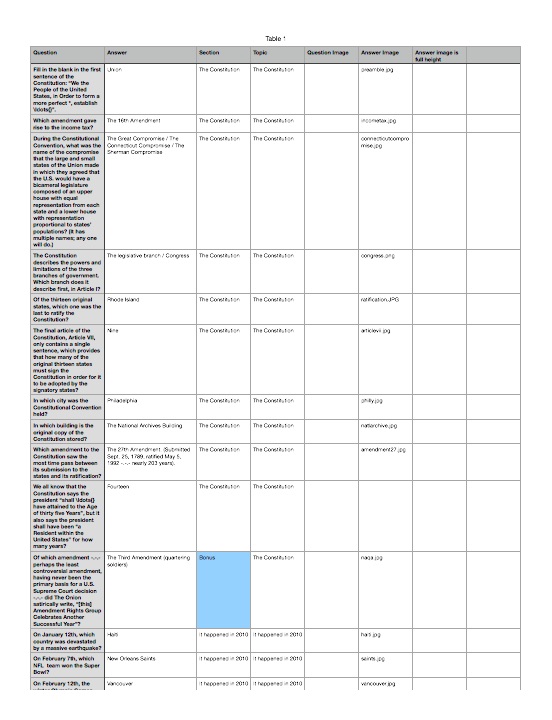 Table 1
Question Answer Section Topic Question Image Answer Image Answer image is
full height
Fill in the blank in the first Union The Constitution The Constitution preamble.jpg
sentence of the
Constitution: "We the
People of the United
States, in Order to form a
more perfect *, establish
\ldots{}".
Which amendment gave The 16th Amendment The Constitution The Constitution incometax.jpg
rise to the income tax?
During the Constitutional The Great Compromise / The The Constitution The Constitution connecticutcompro
Convention, what was the Connecticut Compromise / The mise.jpg
name of the compromise Sherman Compromise
that the large and small
states of the Union made
in which they agreed that
the U.S. would have a
bicameral legislature
composed of an upper
house with equal
representation from each
state and a lower house
with representation
proportional to states'
populations? (It has
multiple names; any one
will do.)
The Constitution The legislative branch / Congress The Constitution The Constitution congress.png
describes the powers and
limitations of the three
branches of government.
Which branch does it
describe first, in Article I?
Of the thirteen original Rhode Island The Constitution The Constitution ratification.JPG
states, which one was the
last to ratify the
Constitution?
The final article of the Nine The Constitution The Constitution articlevii.jpg
Constitution, Article VII,
only contains a single
sentence, which provides
that how many of the
original thirteen states
must sign the
Constitution in order for it
to be adopted by the
signatory states?
In which city was the Philadelphia The Constitution The Constitution philly.jpg
Constitutional Convention
held?
In which building is the The National Archives Building The Constitution The Constitution natlarchive.jpg
original copy of the
Constitution stored?
Which amendment to the The 27th Amendment. (Submitted The Constitution The Constitution amendment27.jpg
Constitution saw the Sept. 25, 1789, ratified May 5,
most time pass between 1992 -.-.- nearly 203 years).
its submission to the
states and its ratification?
We all know that the Fourteen The Constitution The Constitution
Constitution says the
president "shall \ldots{}
have attained to the Age
of thirty five Years", but it
also says the president
shall have been "a
Resident within the
United States" for how
many years?
Of which amendment -.-.- The Third Amendment (quartering Bonus The Constitution nada.jpg
perhaps the least soldiers)
controversial amendment,
having never been the
primary basis for a U.S.
Supreme Court decision
-.-.- did The Onion
satirically write, "[this]
Amendment Rights Group
Celebrates Another
Successful Year"?
On January 12th, which Haiti It happened in 2010 It happened in 2010 haiti.jpg
country was devastated
by a massive earthquake?
On February 7th, which New Orleans Saints It happened in 2010 It happened in 2010 saints.jpg
NFL team won the Super
Bowl?
On February 12th, the Vancouver It happened in 2010 It happened in 2010 vancouver.jpg